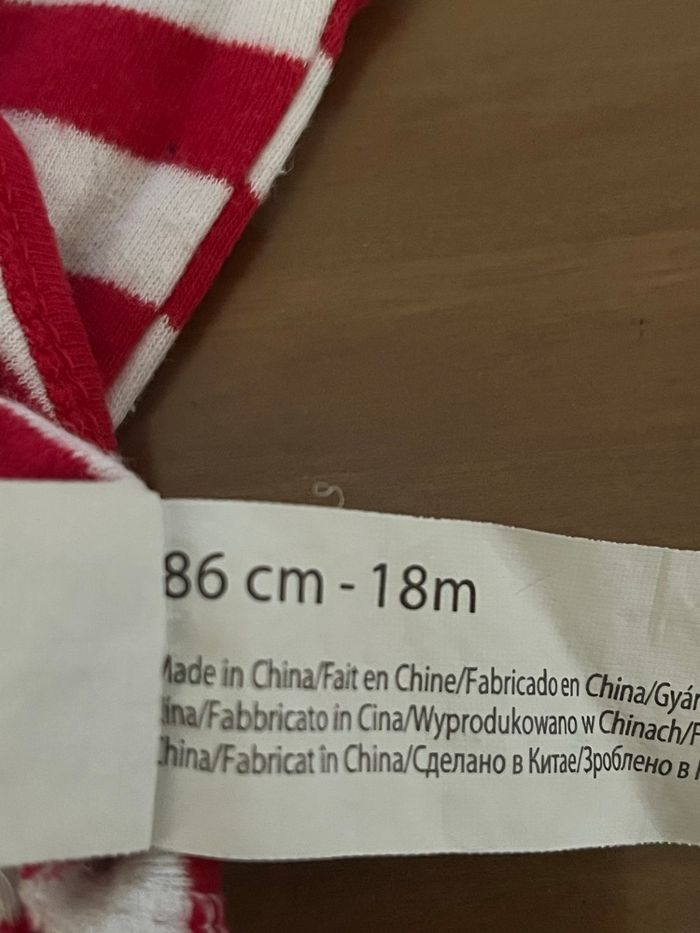 86 cm - 18m
Made in China/Fait en Chine/Fabricado en China/Gyár
Fabbricato in Cina/Wyprodukowano w Chinach/F
China/Fabricat în China/Сделано в Китае/Зроблено в